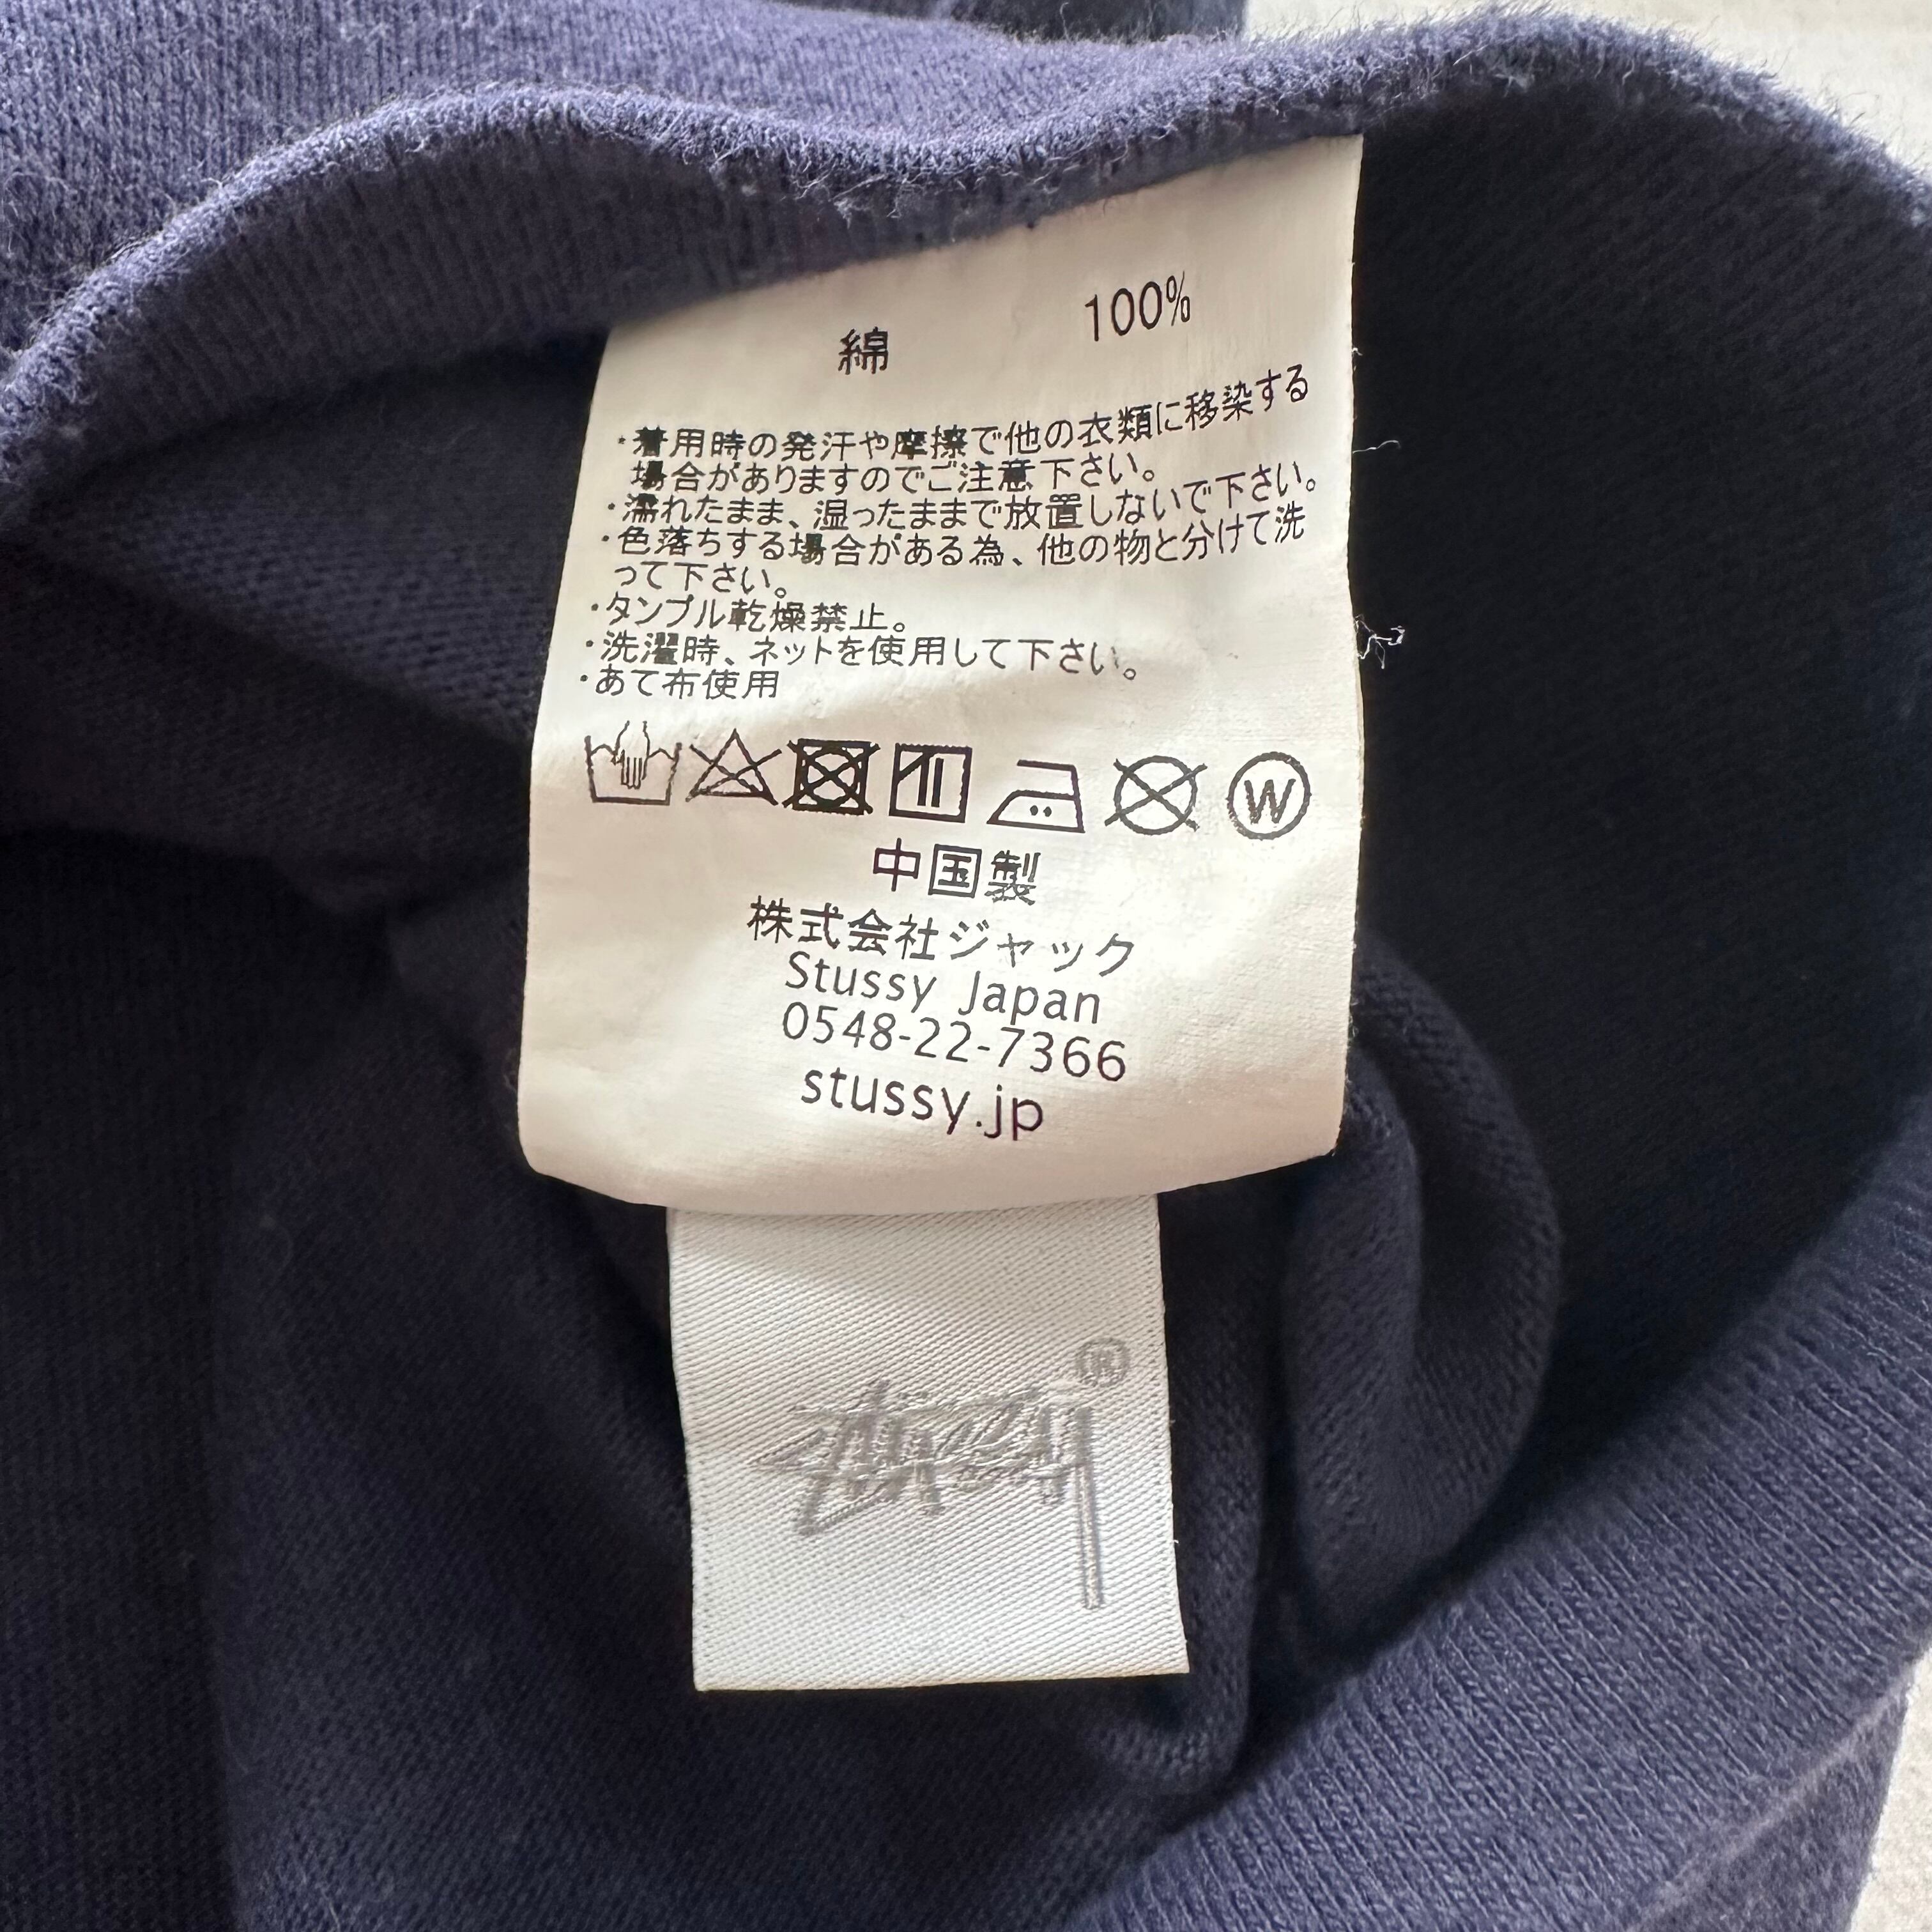 綿 100%
・着用時の発汗や摩擦で他の衣類に移染する
場合がありますのでご注意下さい。
・濡れたまま、湿ったままで放置しないで下さい。
・色落ちする場合がある為、他の物と分けて洗
って下さい。
・タンブル乾燥禁止。
・洗濯時、ネットを使用して下さい。
・あて布使用
W
中国製
株式会社ジャック
Stussy Japan
0548-22-7366
stussy.jp
Stüssy ®